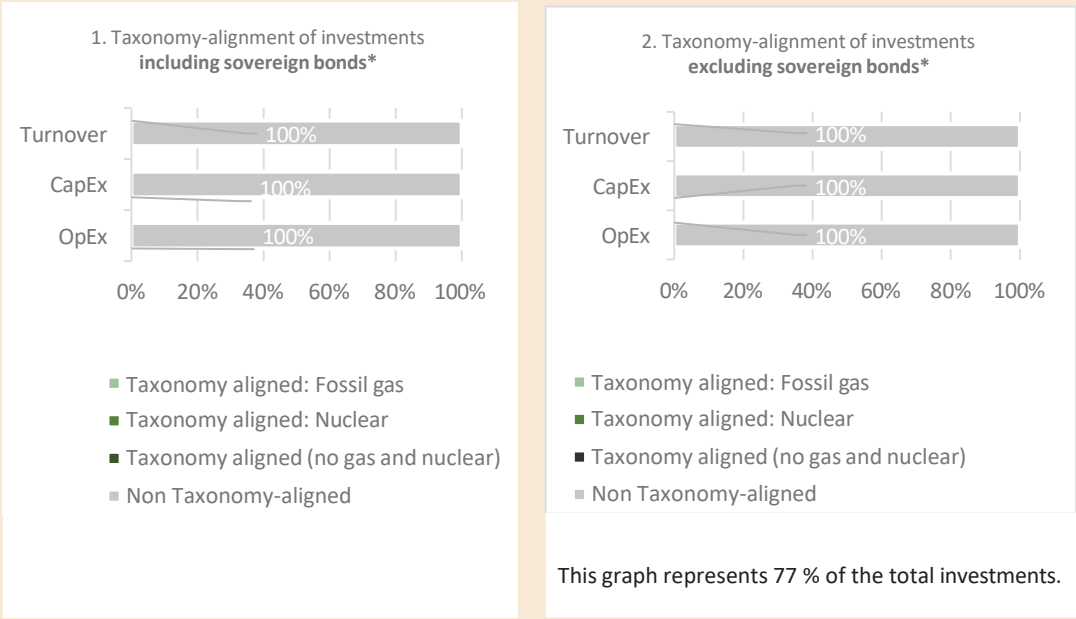 1. Taxonomy-alignment of investments
including sovereign bonds*
Turnover
100%
CapEx
100%
OpEx
100%
0% 20% 40% 60% 80% 100%
Taxonomy aligned: Fossil gas
Taxonomy aligned: Nuclear
Taxonomy aligned (no gas and nuclear)
Non Taxonomy-aligned
2. Taxonomy-alignment of investments
excluding sovereign bonds*
Turnover
100%
CapEx
100%
OpEx
100%
0% 20% 40% 60% 80% 100%
Taxonomy aligned: Fossil gas
Taxonomy aligned: Nuclear
Taxonomy aligned (no gas and nuclear)
Non Taxonomy-aligned
This graph represents 77 % of the total investments.